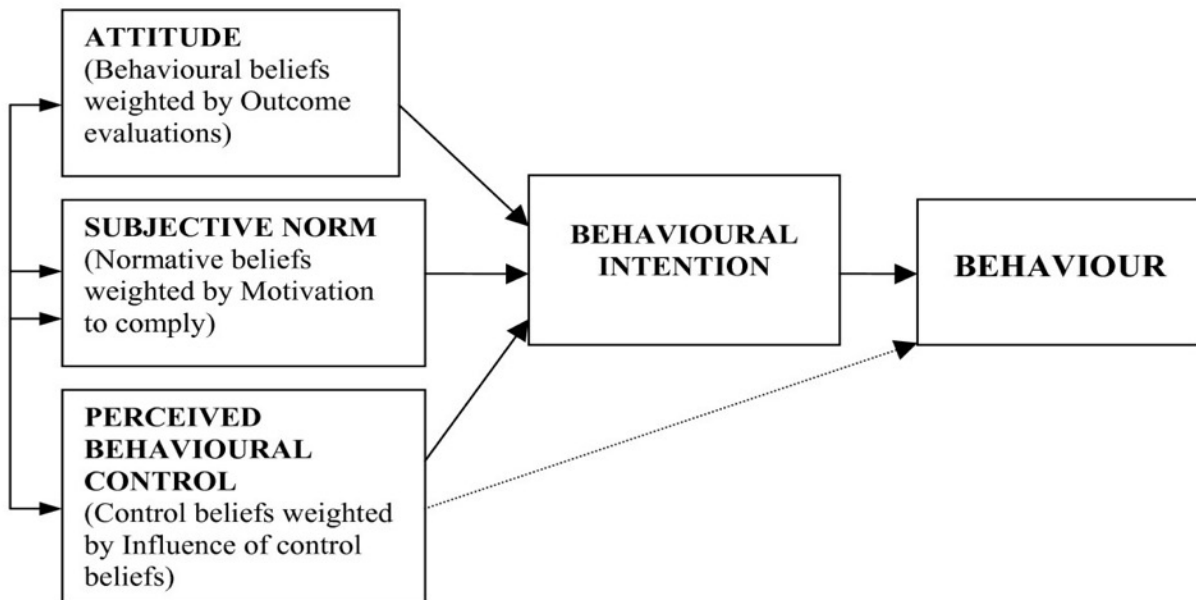 ATTITUDE
(Behavioural beliefs
weighted by Outcome
evaluations)
SUBJECTIVE NORM
(Normative beliefs
weighted by Motivation
to comply)
PERCEIVED
BEHAVIOURAL
CONTROL
(Control beliefs weighted
by Influence of control
beliefs)
BEHAVIOURAL
INTENTION
BEHAVIOUR